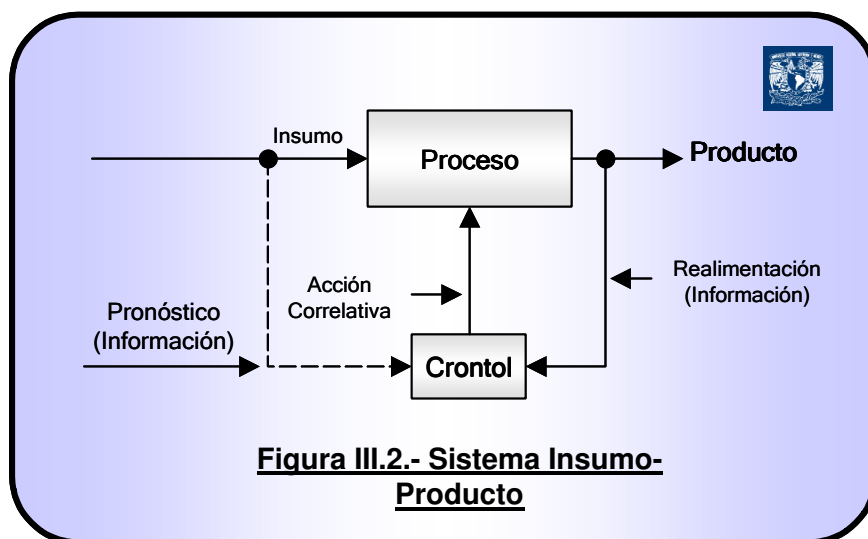 Insumo
Proceso
Producto
Acción
Correlativa
Realimentación
(Información)
Pronóstico
(Información)
Crontol
Figura III.2.- Sistema Insumo-
Producto